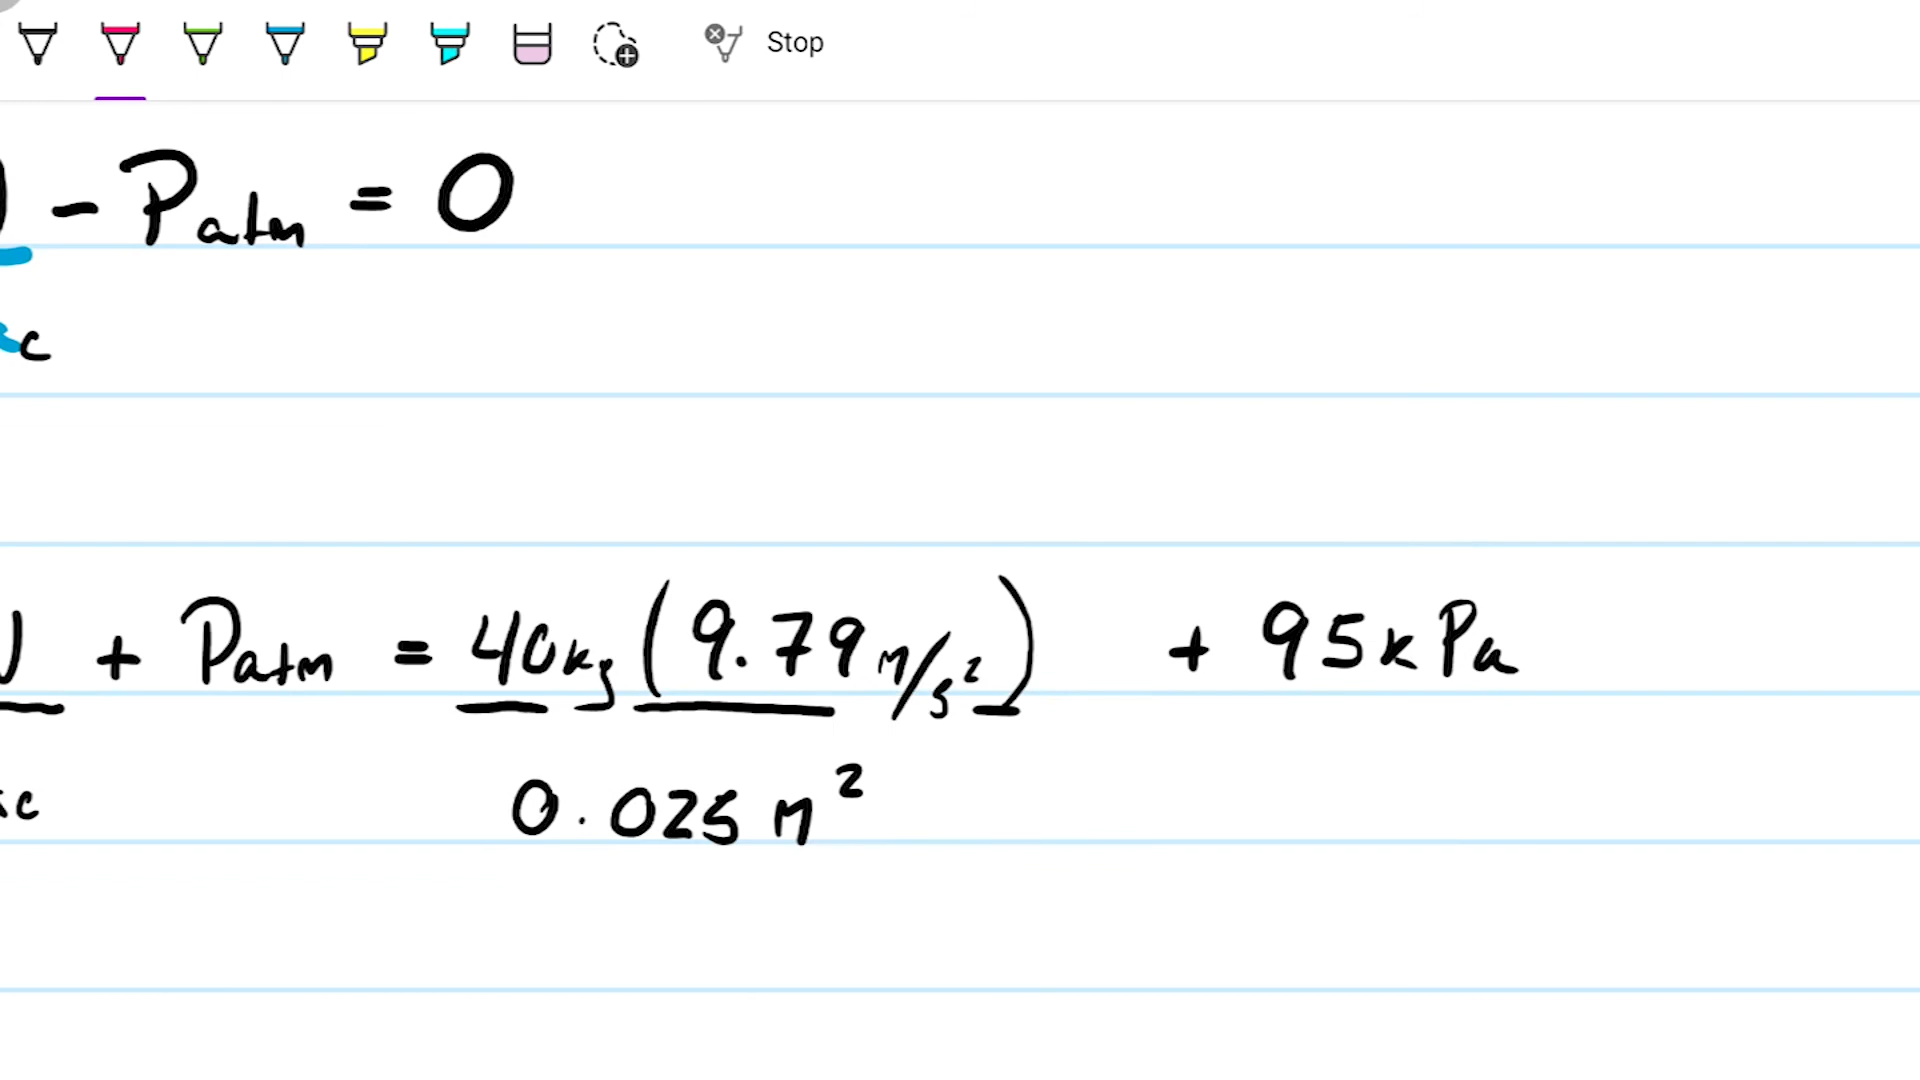 Stop
- Patm = 0
c
+ Patm = 40kg (9.79 m/s²) + 95kPa
c 0.025 m²